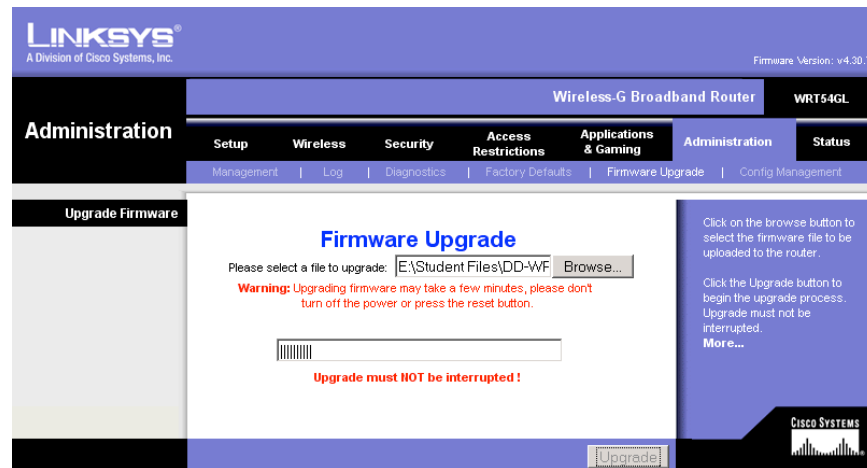 LINKSYS®
A Division of Cisco Systems, Inc.
Firmware Version: v4.30.
Wireless-G Broadband Router
WRT54GL
Administration
Setup
Wireless
Security
Access Restrictions
Applications & Gaming
Administration
Status
Management | Log | Diagnostics | Factory Defaults | Firmware Upgrade | Config Management
Upgrade Firmware
Firmware Upgrade
Please select a file to upgrade: E:\Student Files\DD-WF Browse...
Warning: Upgrading firmware may take a few minutes, please don't
turn off the power or press the reset button.
Upgrade must NOT be interrupted !
Click on the browse button to
select the firmware file to be
uploaded to the router.
Click the Upgrade button to
begin the upgrade process.
Upgrade must not be
interrupted.
More...
CISCO SYSTEMS
Upgrade